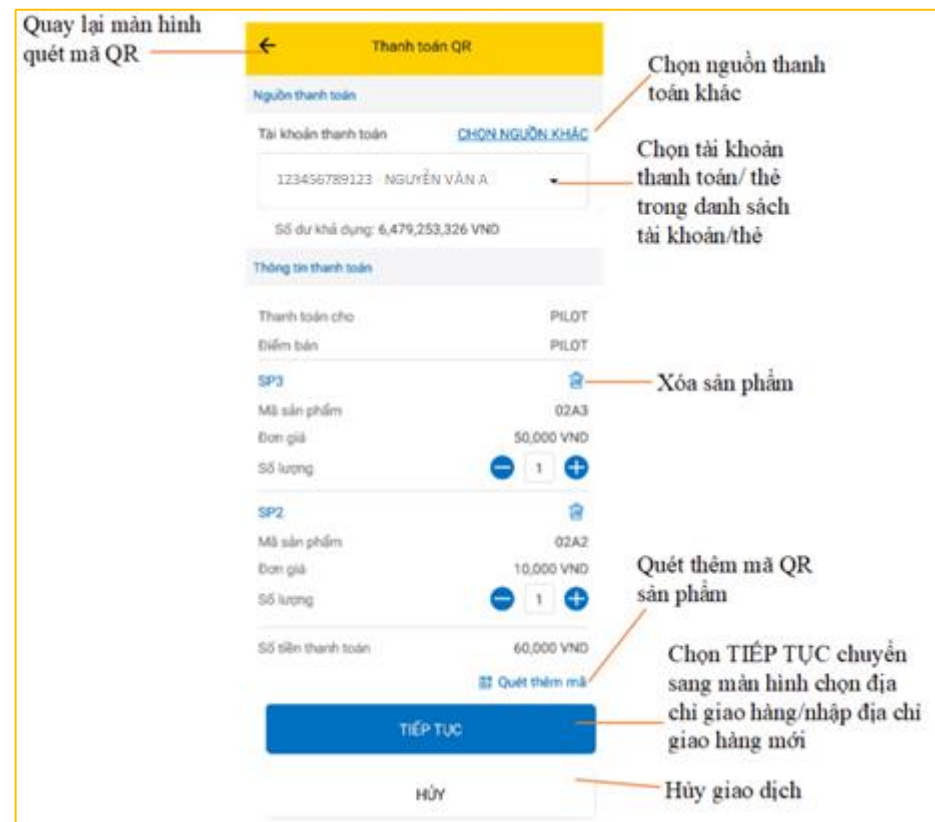 Quay lại màn hình
quét mã QR
Thanh toán QR
Chọn nguồn thanh
toán khác
Nguồn thanh toán
Tài khoản thanh toán
CHỌN NGUỒN KHÁC
Chọn tài khoản
thanh toán/ thẻ
trong danh sách
tài khoản/thẻ
123456789123 - NGUYỄN VĂN A
Số dư khả dụng: 6,479,253,326 VND
Thông tin thanh toán
Thanh toán cho PILOT
Điểm bán PILOT
SP3
Xóa sản phẩm
Mã sản phẩm 02A3
Đơn giá 50,000 VND
Số lượng 1
SP2
Mã sản phẩm 02A2
Đơn giá 10,000 VND
Số lượng 1
Quét thêm mã QR
sản phẩm
Số tiền thanh toán 60,000 VND
Quét thêm mã
Chọn TIẾP TỤC chuyển
sang màn hình chọn địa
chỉ giao hàng/nhập địa chỉ
giao hàng mới
TIẾP TỤC
HỦY
Hủy giao dịch